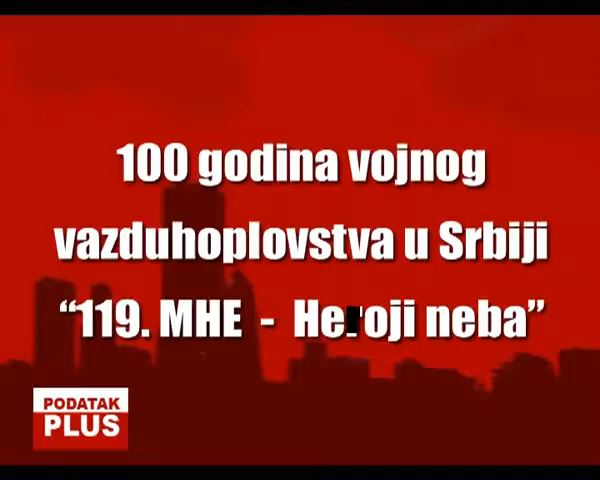 100 godina vojnog
vazduhoplovstva u Srbiji
“119. MHE - Heroji neba”
PODATAK
PLUS